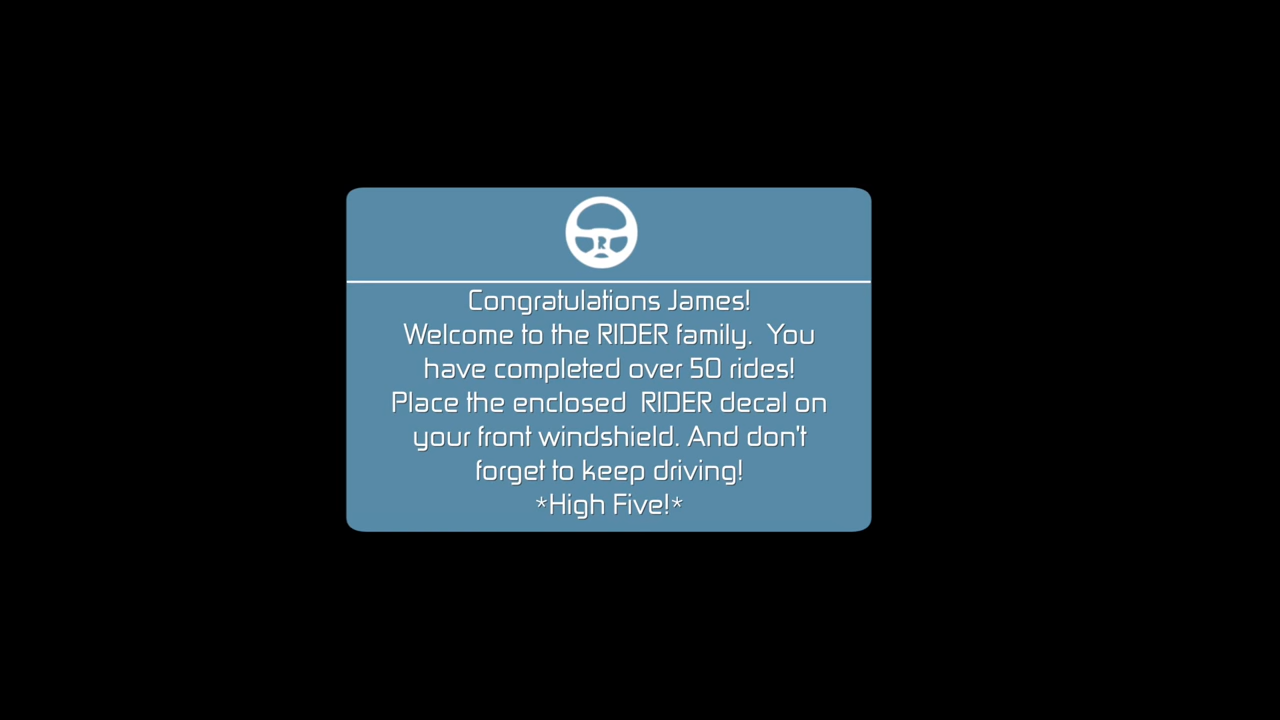 R
Congratulations James!
Welcome to the RIDER family.  You
have completed over 50 rides!
Place the enclosed  RIDER decal on
your front windshield. And don't
forget to keep driving!
*High Five!*